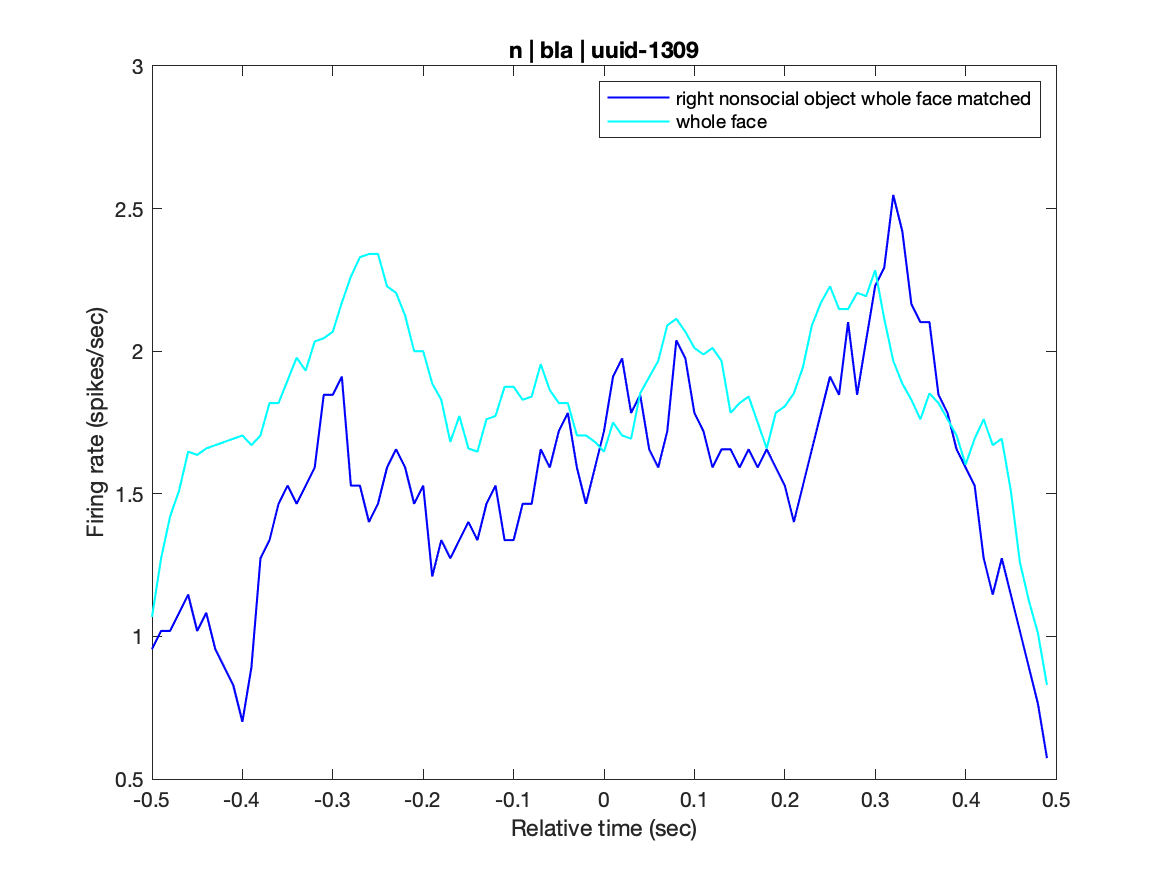 n | bla | uuid-1309
right nonsocial object whole face matched
whole face
Firing rate (spikes/sec)
3
2.5
2
1.5
1
0.5
-0.5 -0.4 -0.3 -0.2 -0.1 0 0.1 0.2 0.3 0.4 0.5
Relative time (sec)